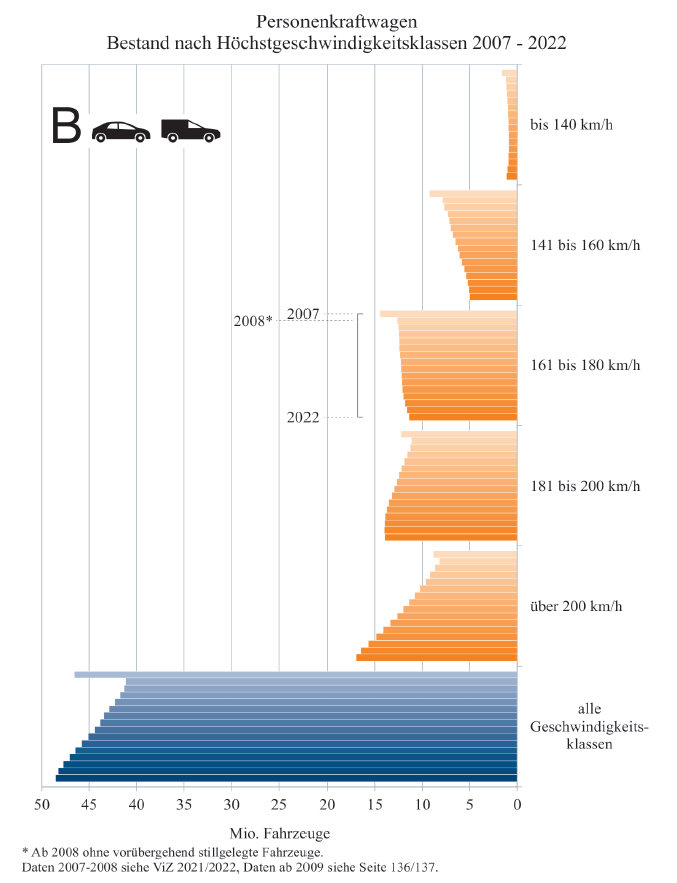 Personenkraftwagen
Bestand nach Höchstgeschwindigkeitsklassen 2007 - 2022
B
bis 140 km/h
141 bis 160 km/h
2007
2008*
161 bis 180 km/h
2022
181 bis 200 km/h
über 200 km/h
alle
Geschwindigkeits-
klassen
50 45 40 35 30 25 20 15 10 5 0
Mio. Fahrzeuge
* Ab 2008 ohne vorübergehend stillgelegte Fahrzeuge.
Daten 2007-2008 siehe ViZ 2021/2022, Daten ab 2009 siehe Seite 136/137.